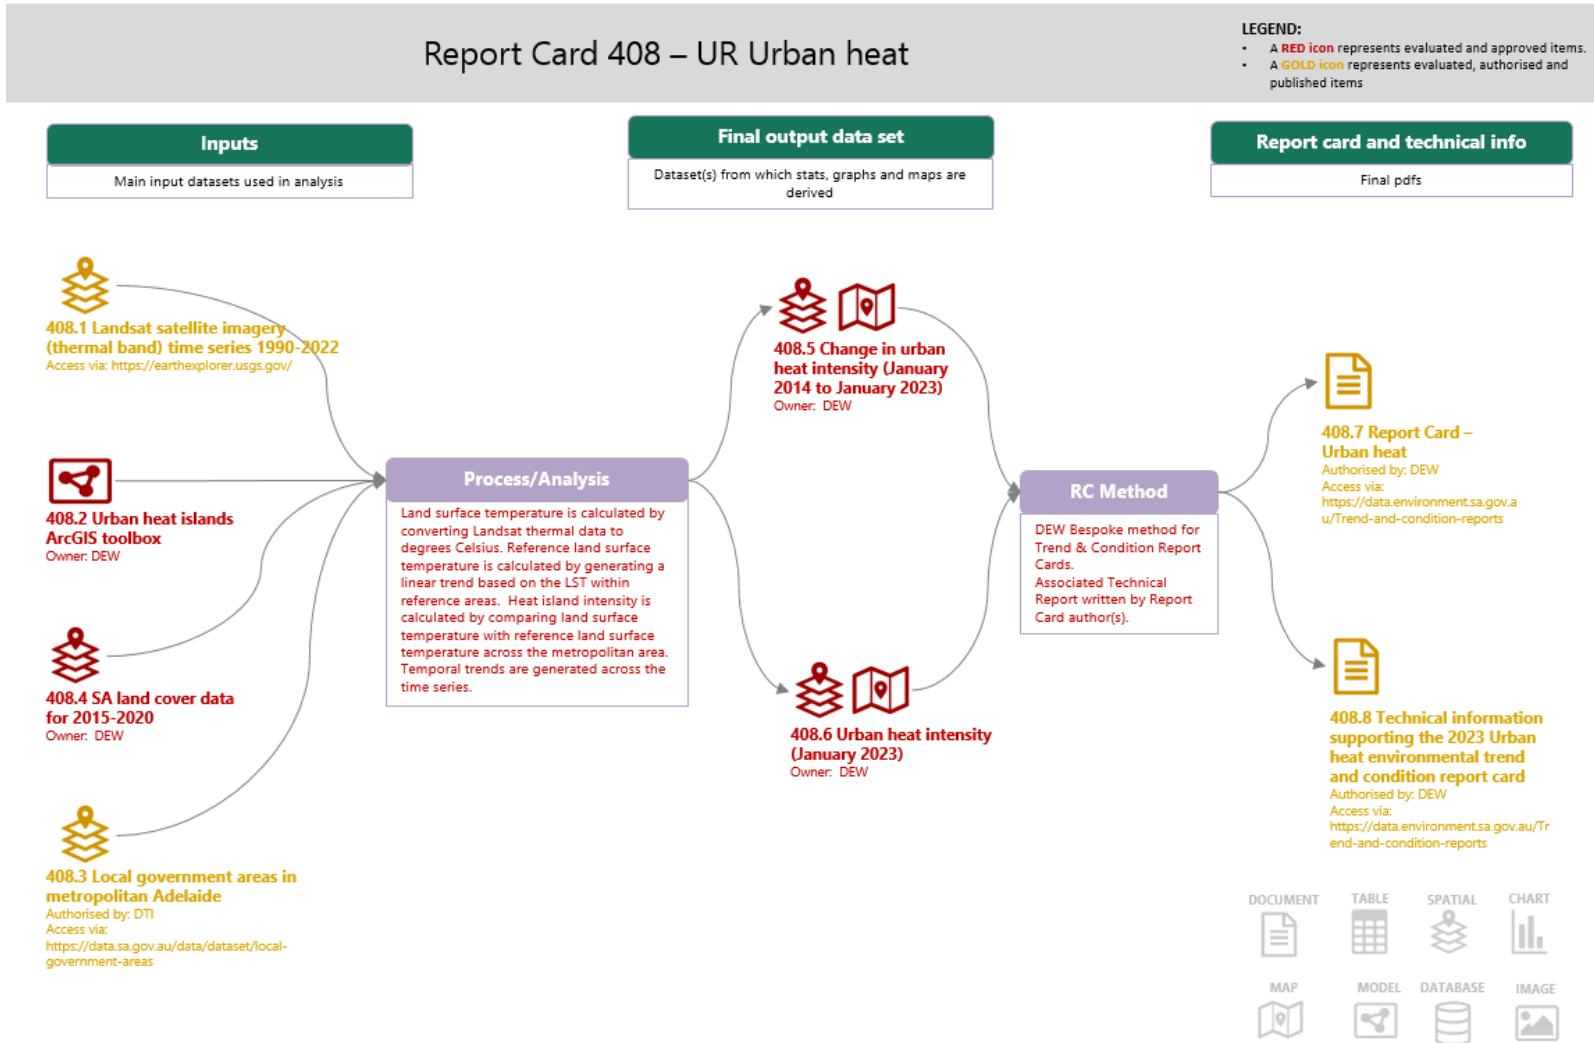 Report Card 408 – UR Urban heat
LEGEND:
• A RED icon represents evaluated and approved items.
• A GOLD icon represents evaluated, authorised and
published items
Inputs
Main input datasets used in analysis
Final output data set
Dataset(s) from which stats, graphs and maps are
derived
Report card and technical info
Final pdfs
408.1 Landsat satellite imagery
(thermal band) time series 1990-2022
Access via: https://earthexplorer.usgs.gov/
408.2 Urban heat islands
ArcGIS toolbox
Owner: DEW
408.4 SA land cover data
for 2015-2020
Owner: DEW
408.3 Local government areas in
metropolitan Adelaide
Authorised by: DTI
Access via:
https://data.sa.gov.au/data/dataset/local-
government-areas
Process/Analysis
Land surface temperature is calculated by
converting Landsat thermal data to
degrees Celsius. Reference land surface
temperature is calculated by generating a
linear trend based on the LST within
reference areas. Heat island intensity is
calculated by comparing land surface
temperature with reference land surface
temperature across the metropolitan area.
Temporal trends are generated across the
time series.
408.5 Change in urban
heat intensity (January
2014 to January 2023)
Owner: DEW
408.6 Urban heat intensity
(January 2023)
Owner: DEW
RC Method
DEW Bespoke method for
Trend & Condition Report
Cards.
Associated Technical
Report written by Report
Card author(s).
408.7 Report Card –
Urban heat
Authorised by: DEW
Access via:
https://data.environment.sa.gov.a
u/Trend-and-condition-reports
408.8 Technical information
supporting the 2023 Urban
heat environmental trend
and condition report card
Authorised by: DEW
Access via:
https://data.environment.sa.gov.au/Tr
end-and-condition-reports
DOCUMENT TABLE SPATIAL CHART
MAP MODEL DATABASE IMAGE